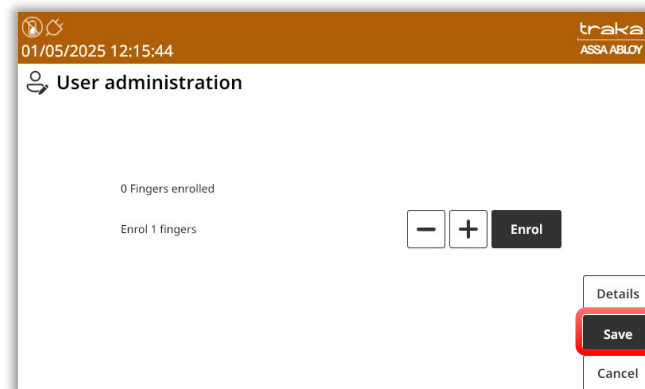 traka
01/05/2025 12:15:44
ASSA ABLOY
User administration
0 Fingers enrolled
Enrol 1 fingers
Enrol
Details
Save
Cancel